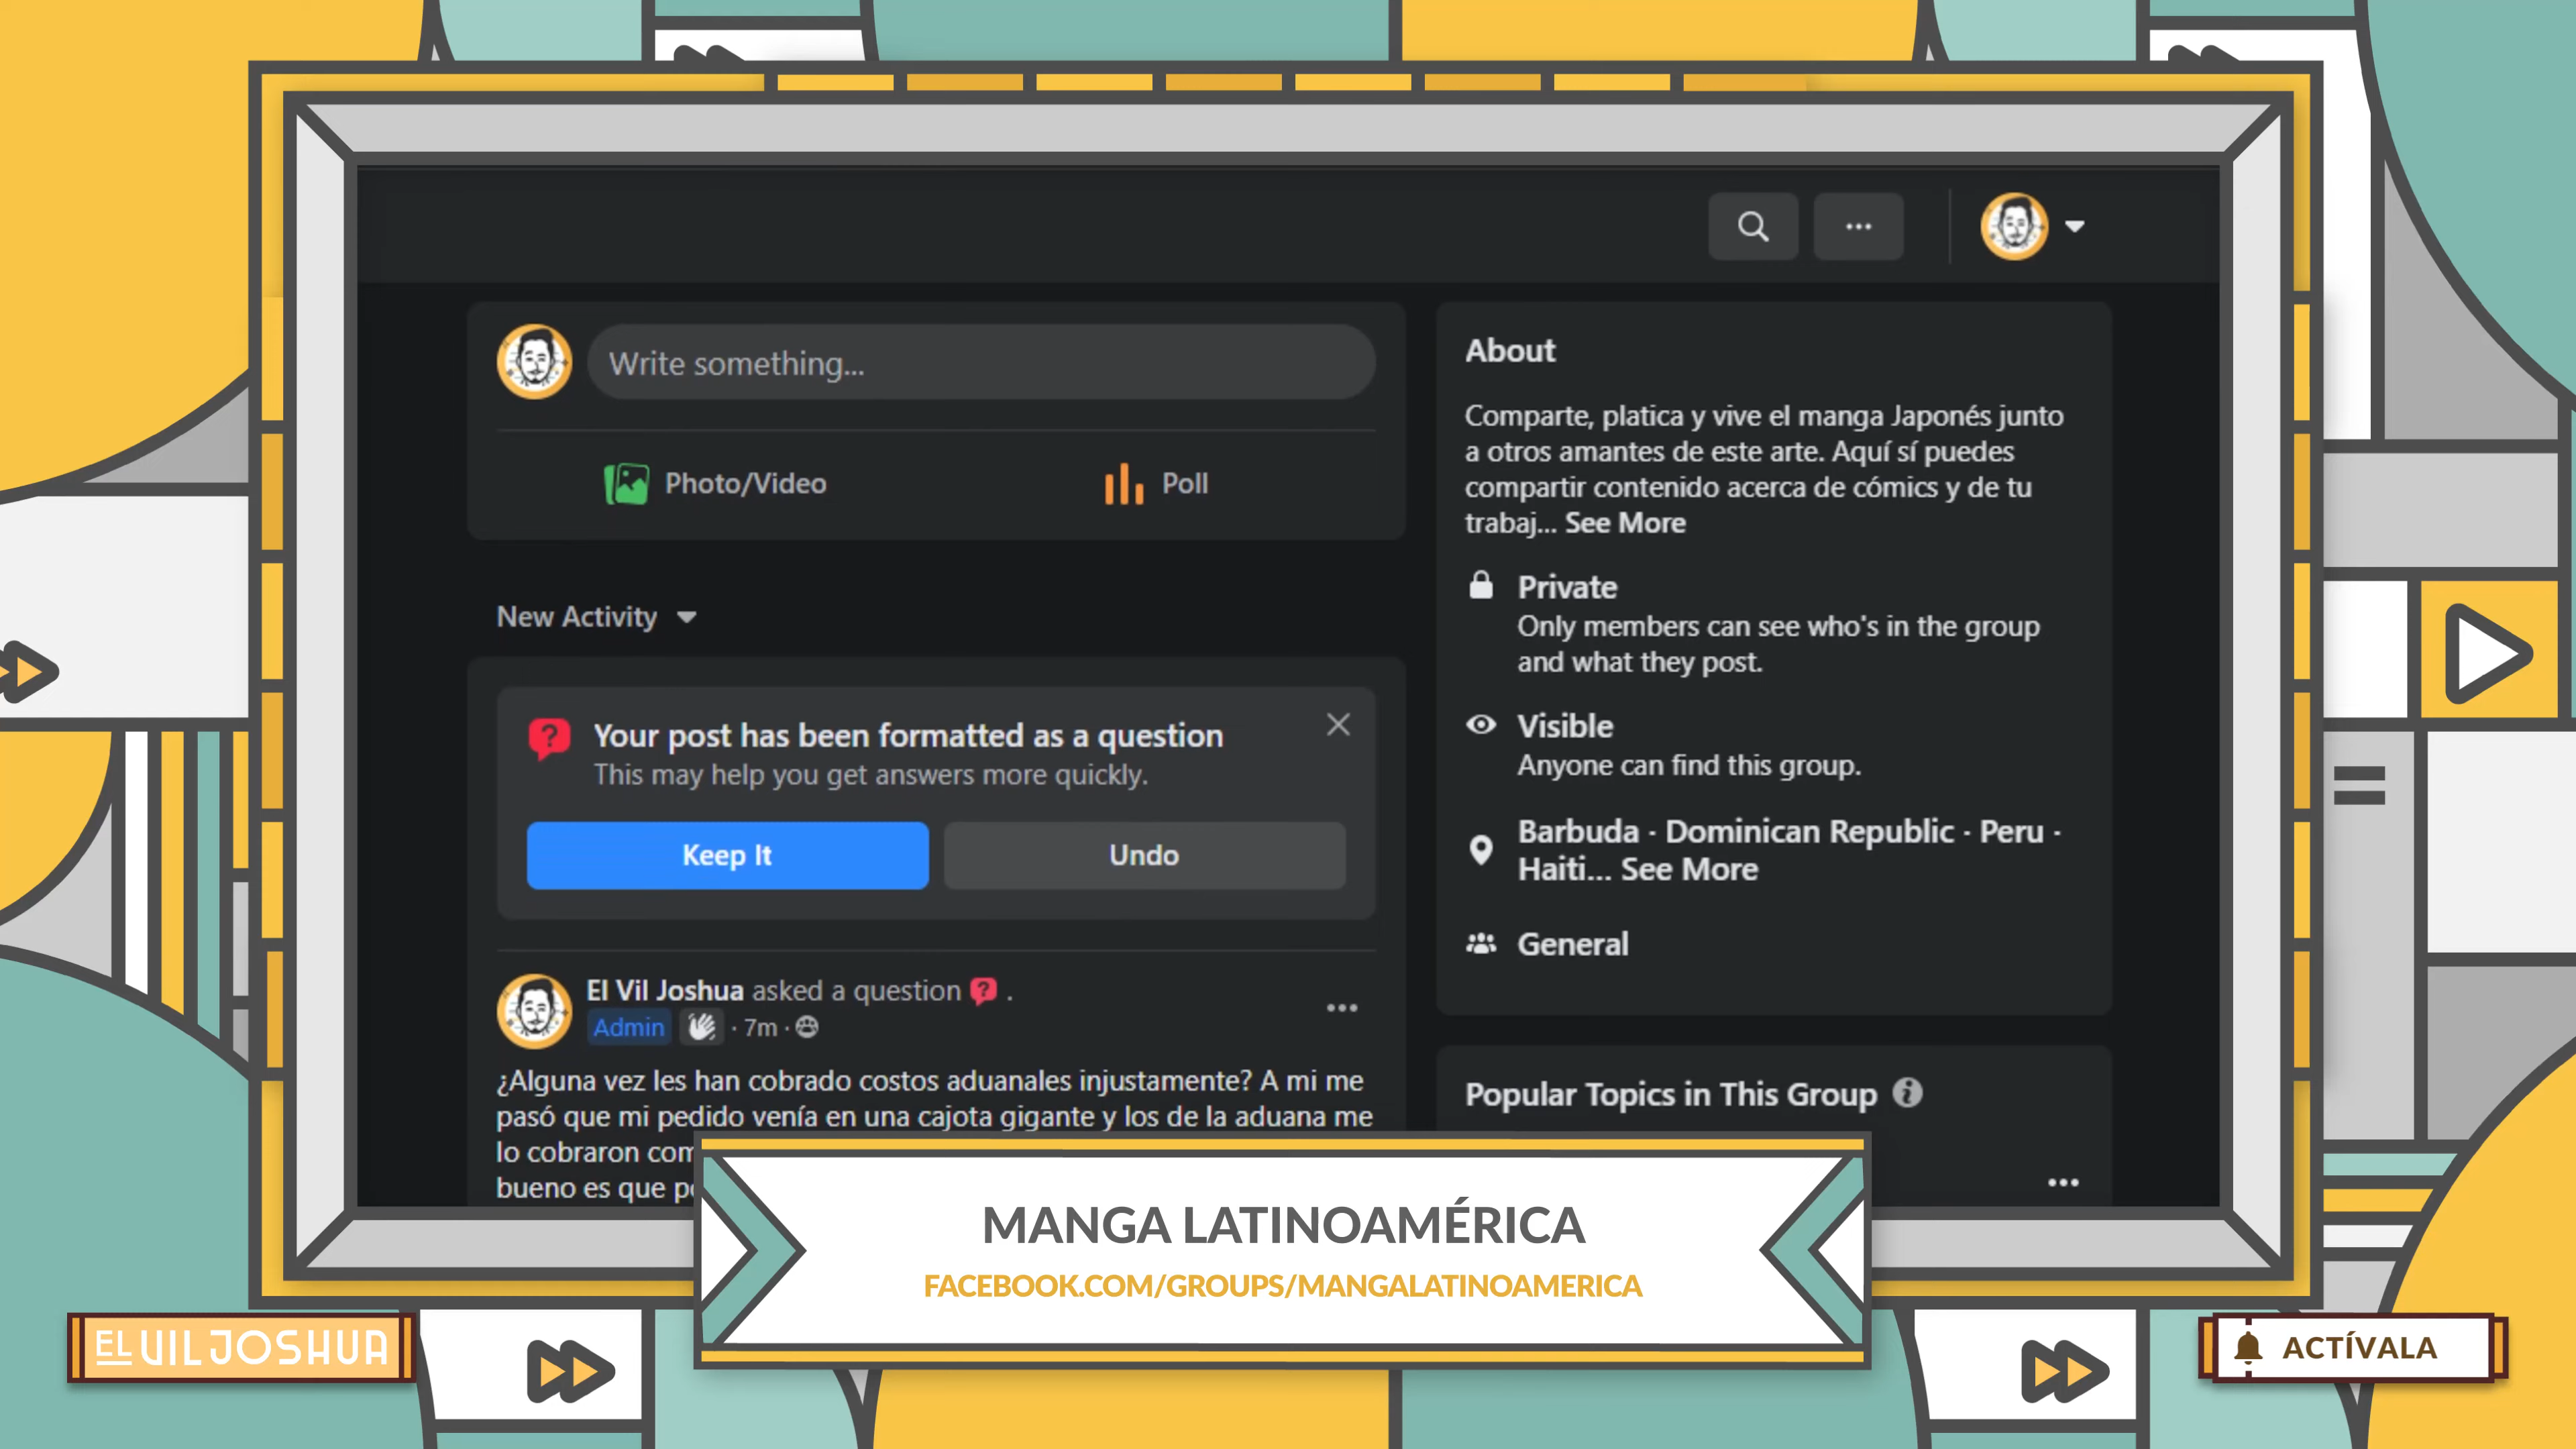 Write something...
Photo/Video
Poll
New Activity
Your post has been formatted as a question
This may help you get answers more quickly.
Keep It
Undo
El Vil Joshua asked a question .
Admin · 7m ·
¿Alguna vez les han cobrado costos aduanales injustamente? A mi me
pasó que mi pedido venía en una cajota gigante y los de la aduana me
lo cobraron
bueno es que
About
Comparte, platica y vive el manga Japonés junto
a otros amantes de este arte. Aquí sí puedes
compartir contenido acerca de cómics y de tu
trabaj... See More
Private
Only members can see who's in the group
and what they post.
Visible
Anyone can find this group.
Barbuda · Dominican Republic · Peru ·
Haiti... See More
General
Popular Topics in This Group
MANGA LATINOAMÉRICA
FACEBOOK.COM/GROUPS/MANGALATINOAMERICA
EL VIL JOSHUA
ACTÍVALA